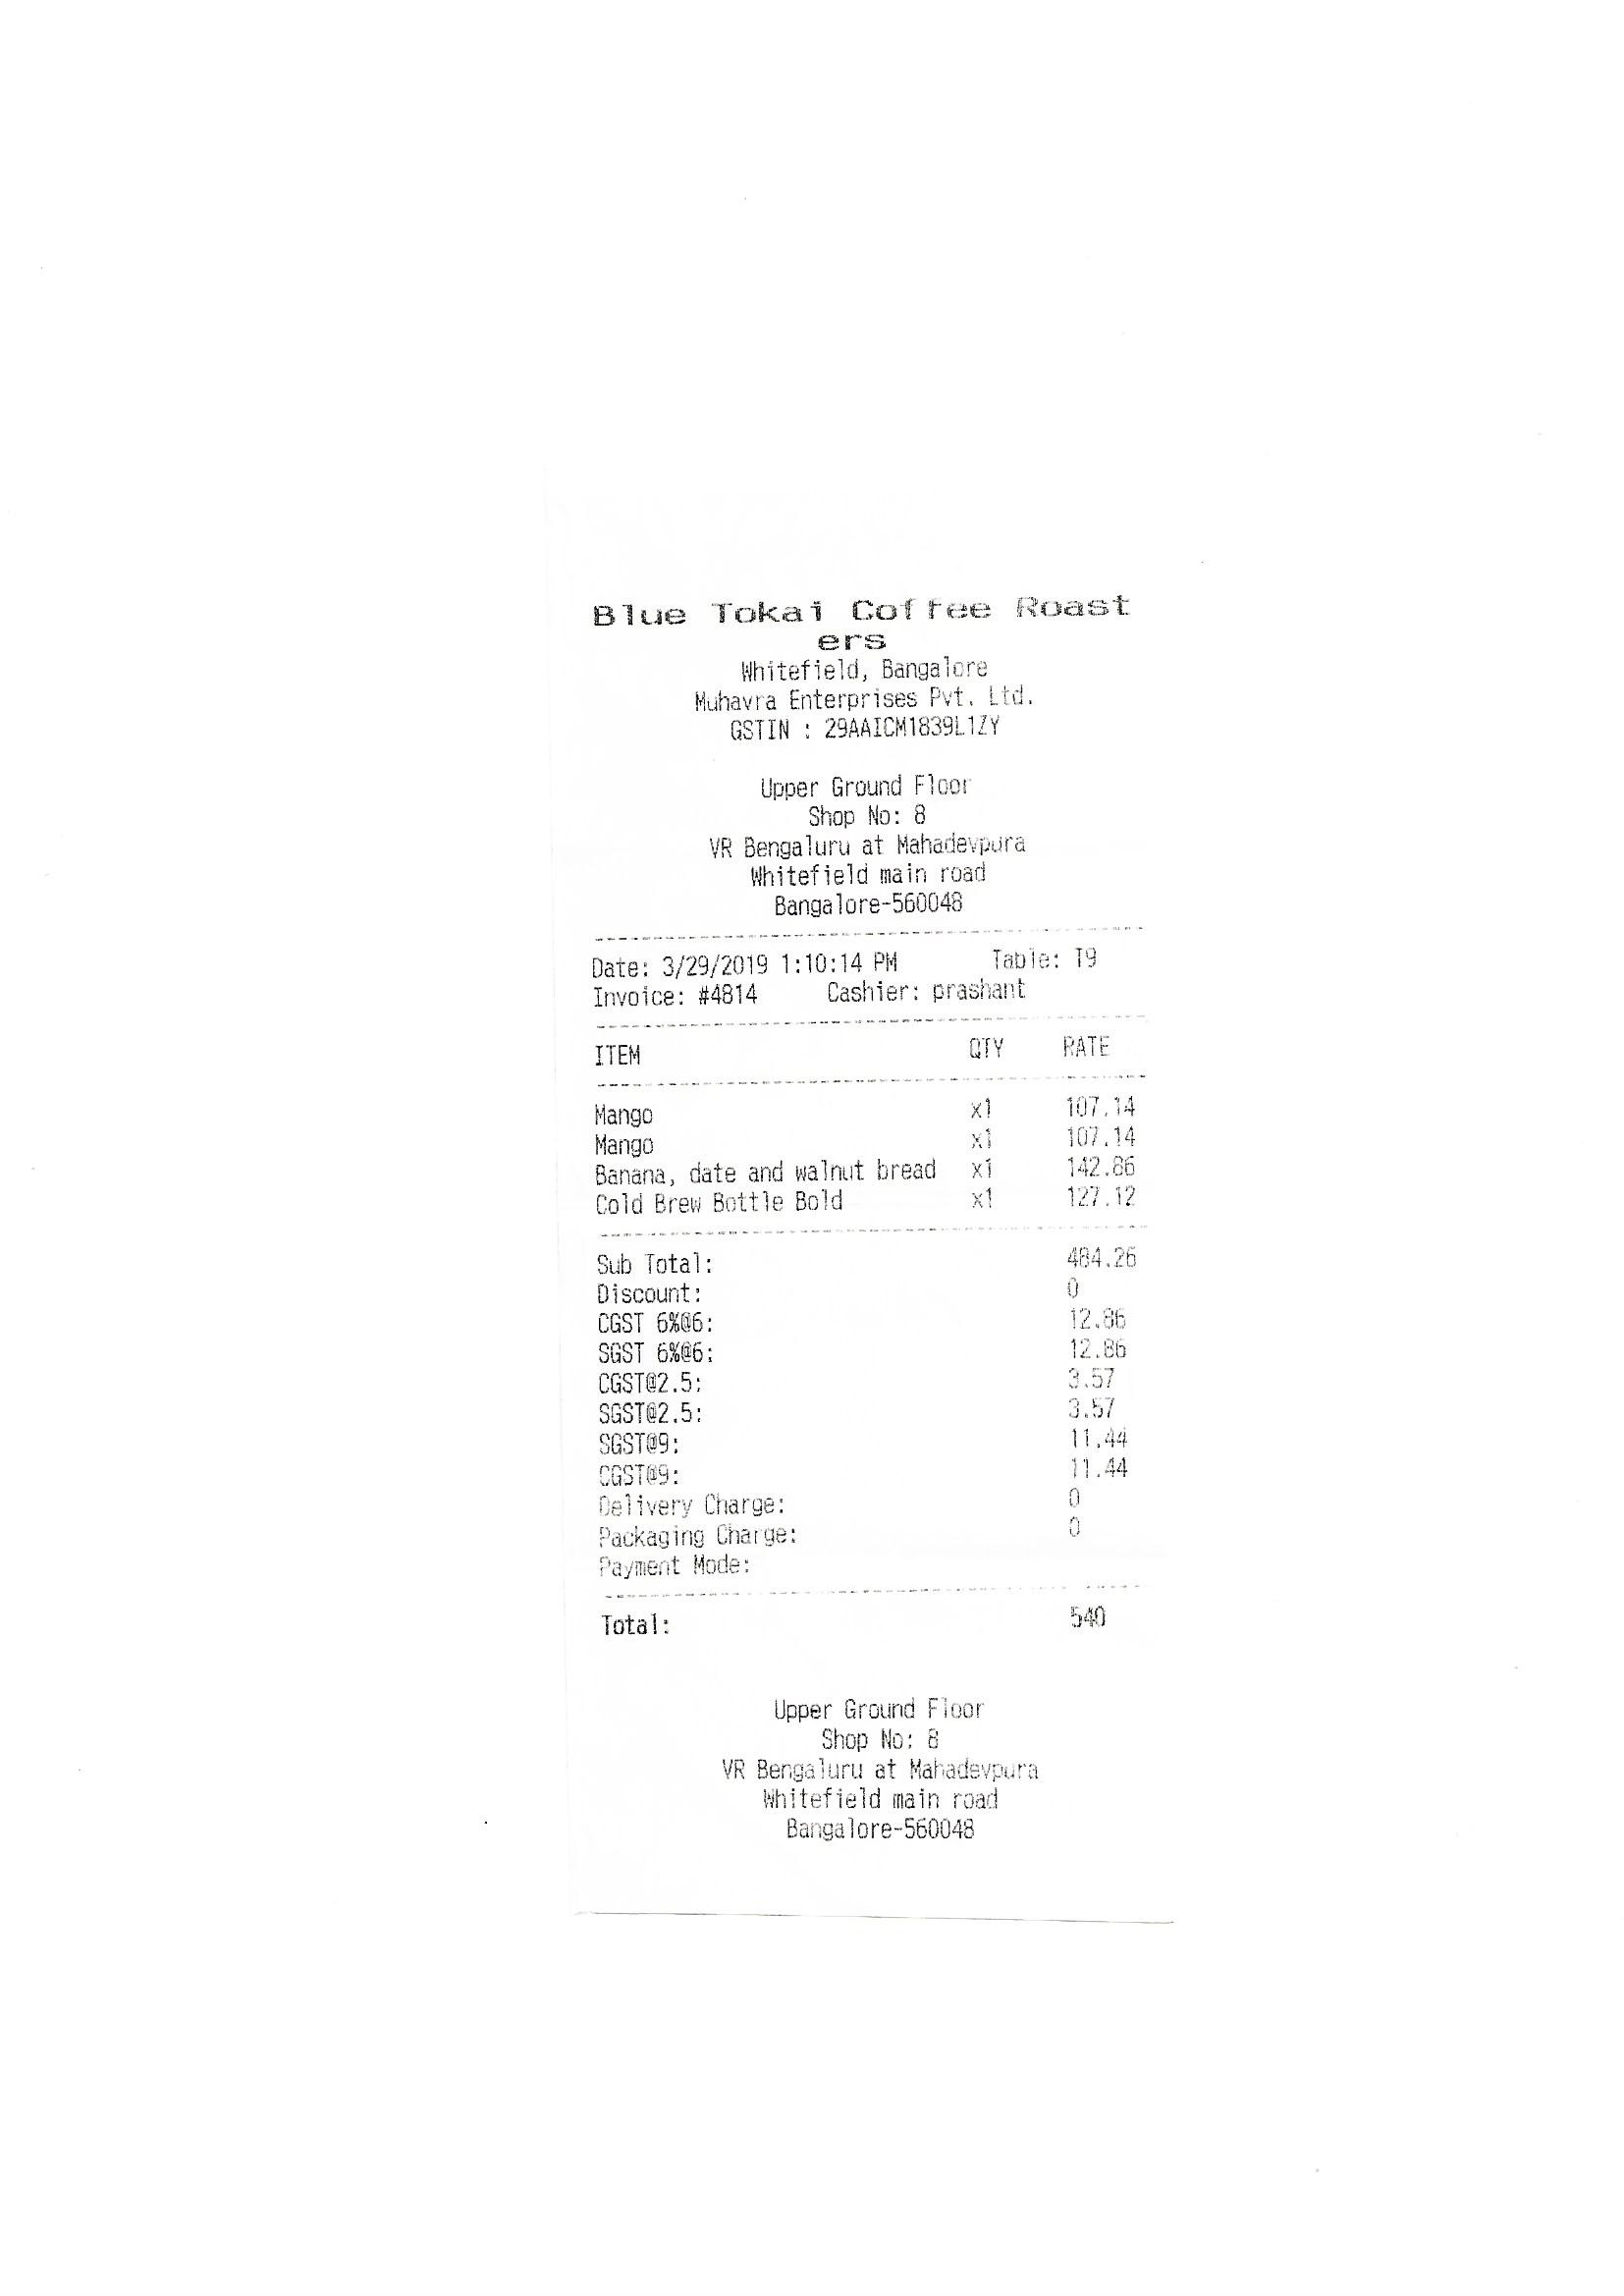 Blue Tokai Coffee Roast
ers
Whitefield, Bangalore
Muhavra Enterprises Pvt. Ltd.
GSTIN : 29AAICM1839L1ZY
Upper Ground Floor
Shop No: 8
VR Bengaluru at Mahadevpura
Whitefield main road
Bangalore-560048
Date: 3/29/2019 1:10:14 PM Table: T9
Invoice: #4814 Cashier: prashant
ITEM QTY RATE
Mango x1 107.14
Mango x1 107.14
Banana, date and walnut bread x1 142.86
Cold Brew Bottle Bold x1 127.12
Sub Total: 484.26
Discount: 0
CGST 6%@6: 12.86
SGST 6%@6: 12.86
CGST@2.5: 3.57
SGST@2.5: 3.57
SGST@9: 11.44
CGST@9: 11.44
Delivery Charge: 0
Packaging Charge: 0
Payment Mode:
Total: 540
Upper Ground Floor
Shop No: 8
VR Bengaluru at Mahadevpura
Whitefield main road
Bangalore-560048